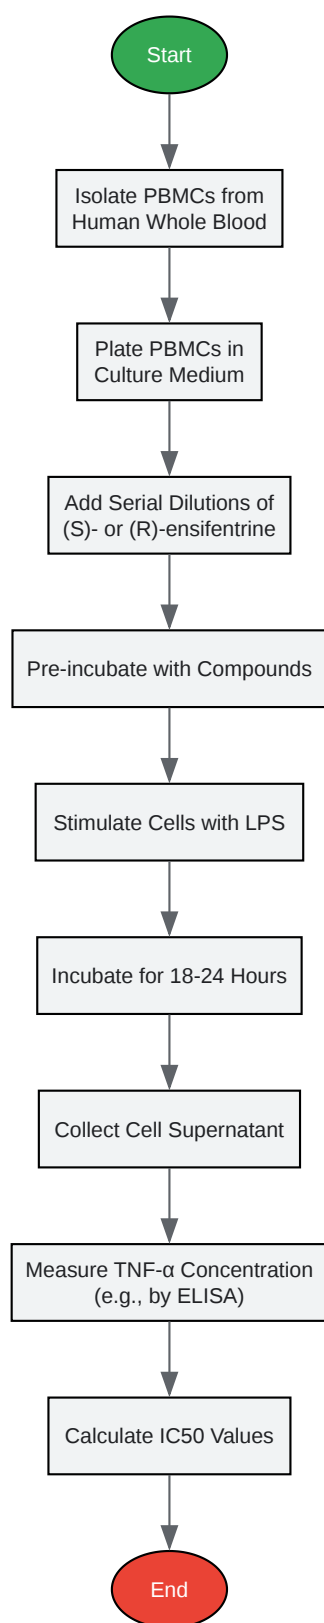 Start
Isolate PBMCs from
Human Whole Blood
Plate PBMCs in
Culture Medium
Add Serial Dilutions of
(S)- or (R)-ensifentrine
Pre-incubate with Compounds
Stimulate Cells with LPS
Incubate for 18-24 Hours
Collect Cell Supernatant
Measure TNF-α Concentration
(e.g., by ELISA)
Calculate IC50 Values
End